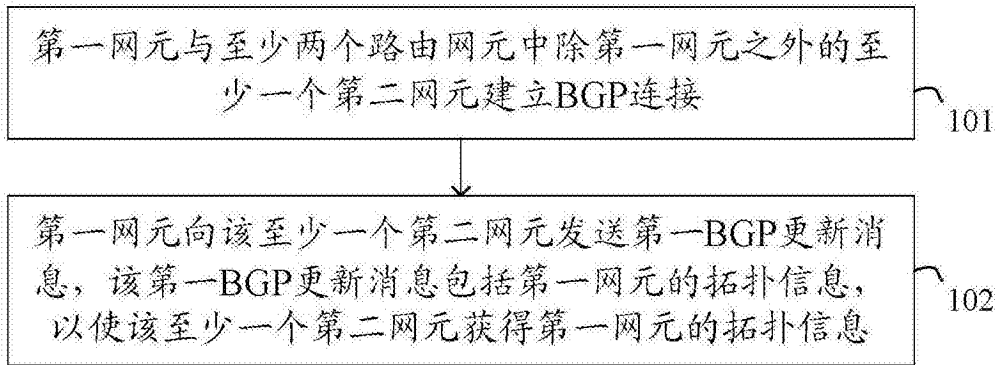 第一网元与至少两个路由网元中除第一网元之外的至
少一个第二网元建立BGP连接
101
第一网元向该至少一个第二网元发送第一BGP更新消
息，该第一BGP更新消息包括第一网元的拓扑信息，
以使该至少一个第二网元获得第一网元的拓扑信息
102